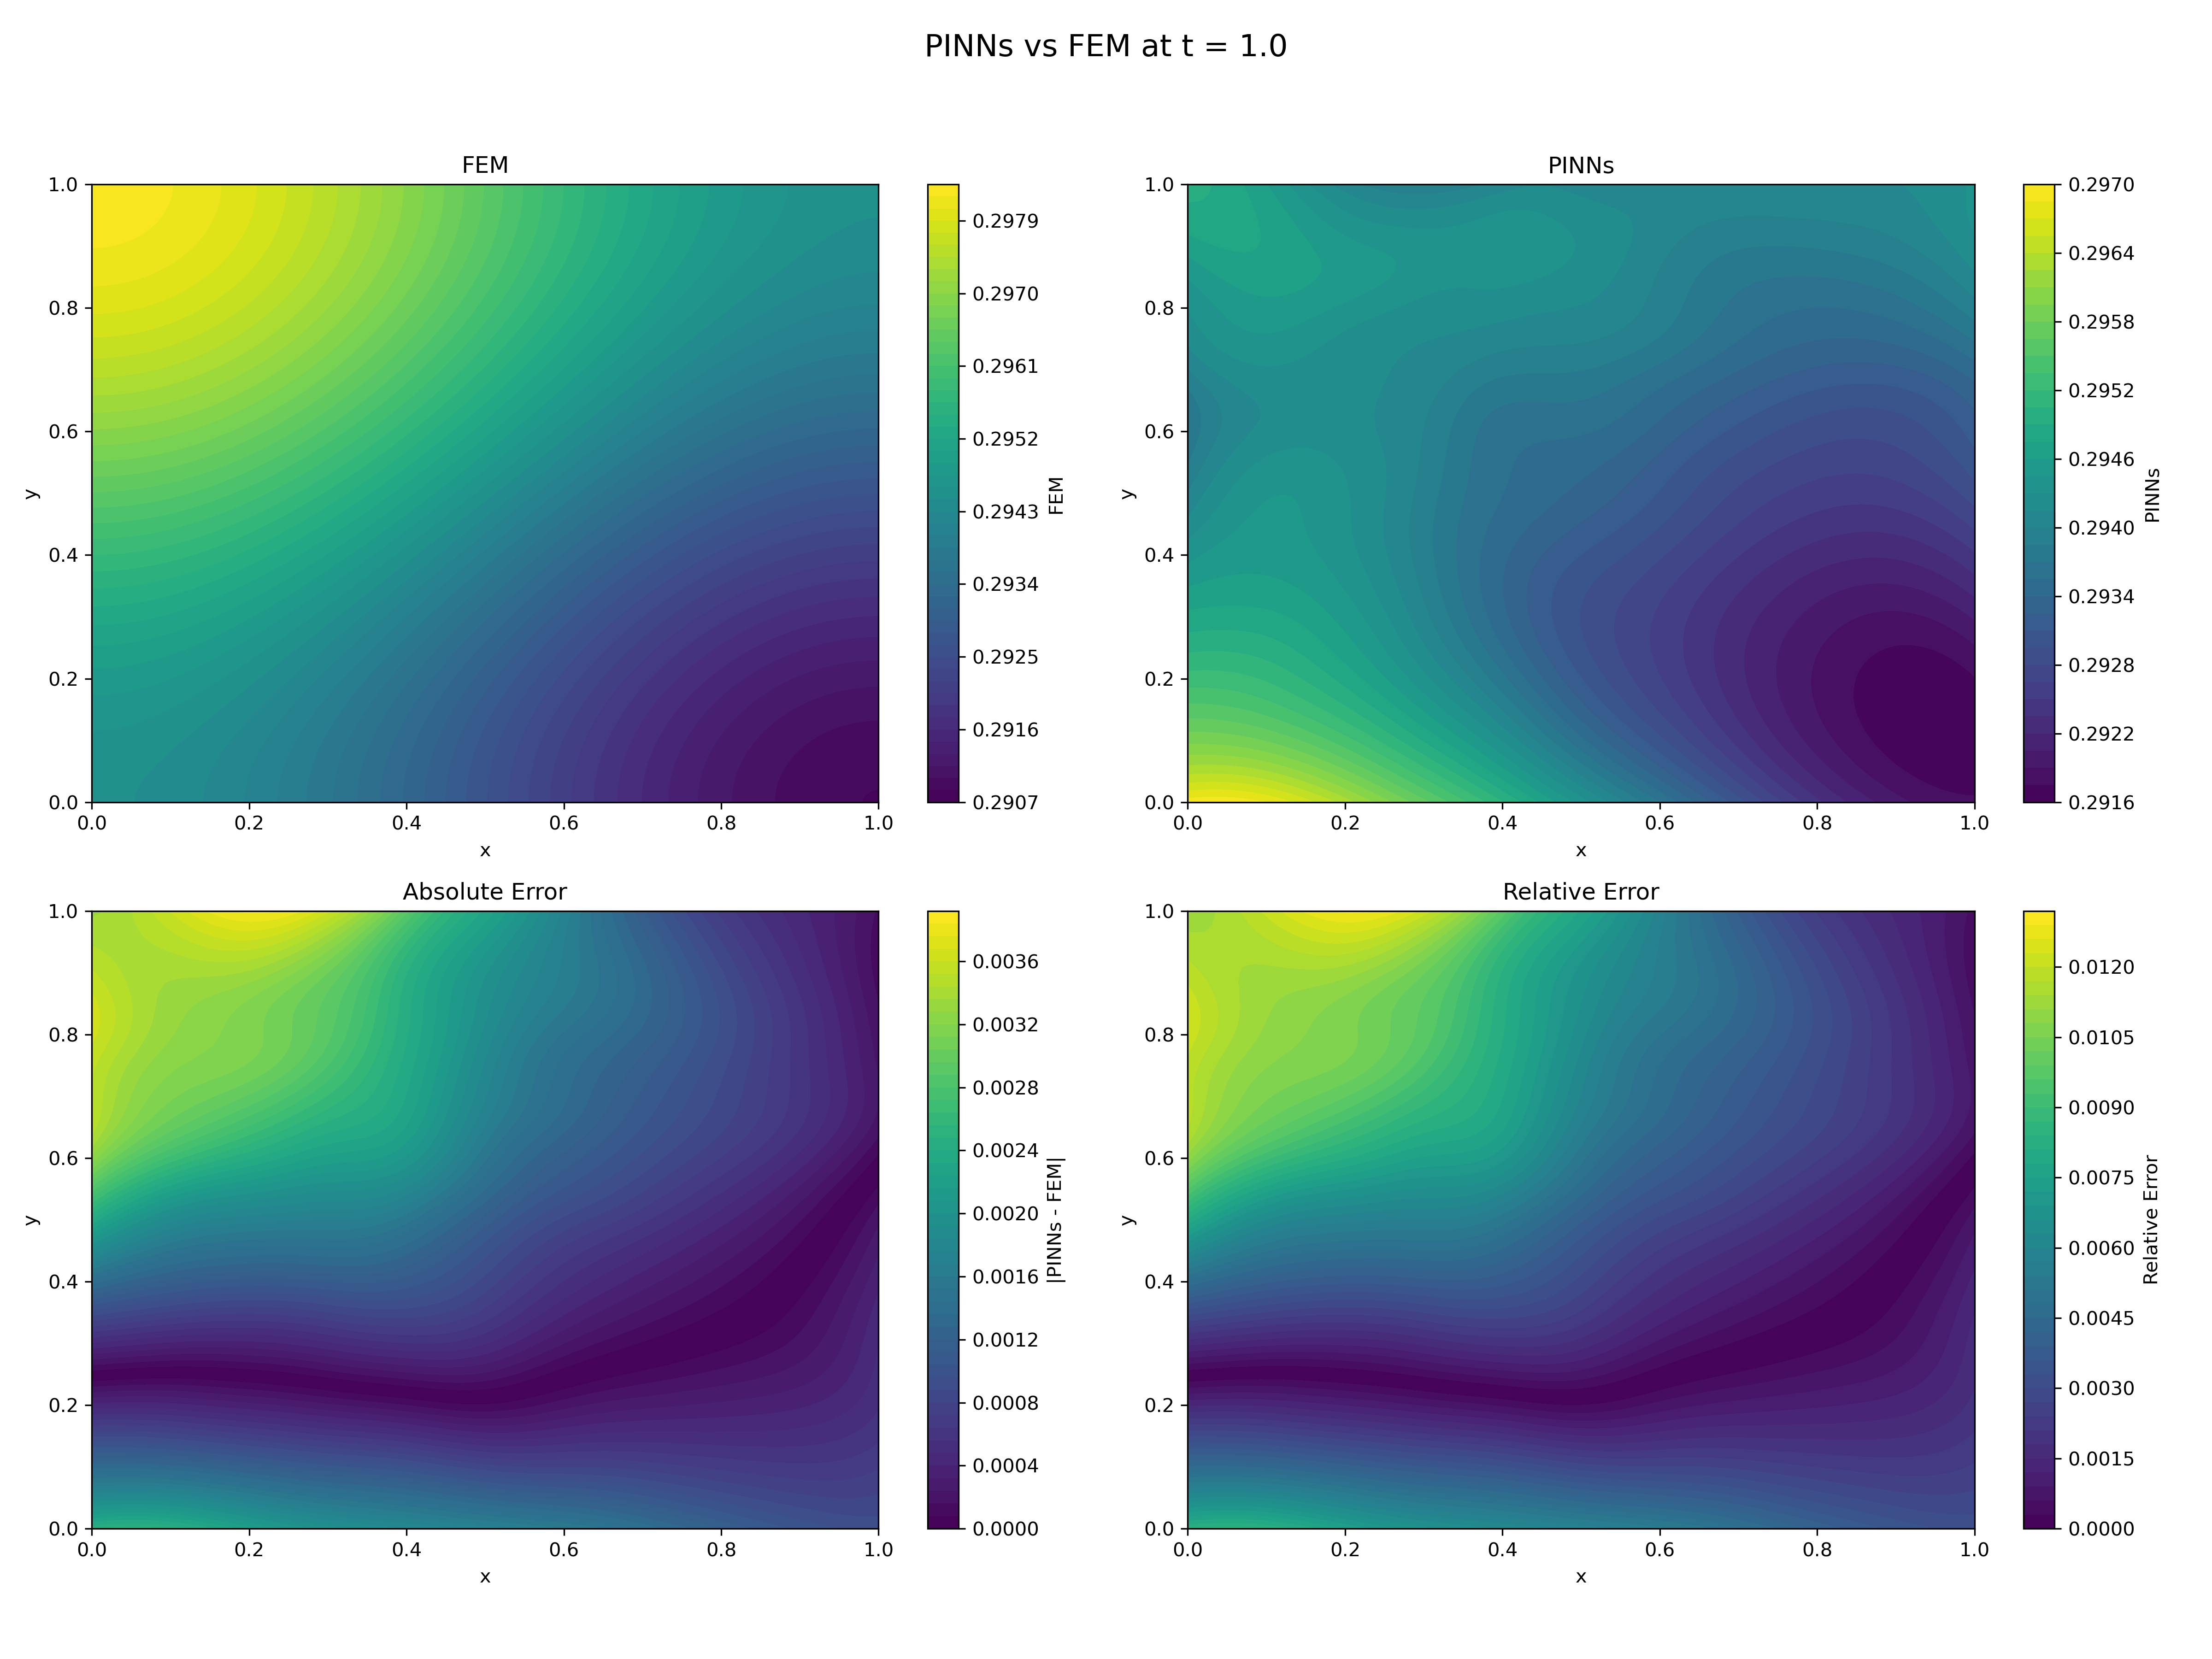 PINNs vs FEM at t = 1.0
FEM
1.0
0.8
0.6
0.4
0.2
0.0
y
0.0 0.2 0.4 0.6 0.8 1.0
x
0.2979
0.2970
0.2961
0.2952
0.2943
0.2934
0.2925
0.2916
0.2907
FEM
PINNs
1.0
0.8
0.6
0.4
0.2
0.0
y
0.0 0.2 0.4 0.6 0.8 1.0
x
0.2970
0.2964
0.2958
0.2952
0.2946
0.2940
0.2934
0.2928
0.2922
0.2916
PINNs
Absolute Error
1.0
0.8
0.6
0.4
0.2
0.0
y
0.0 0.2 0.4 0.6 0.8 1.0
x
0.0036
0.0032
0.0028
0.0024
0.0020
0.0016
0.0012
0.0008
0.0004
0.0000
|PINNs - FEM|
Relative Error
1.0
0.8
0.6
0.4
0.2
0.0
y
0.0 0.2 0.4 0.6 0.8 1.0
x
0.0120
0.0105
0.0090
0.0075
0.0060
0.0045
0.0030
0.0015
0.0000
Relative Error